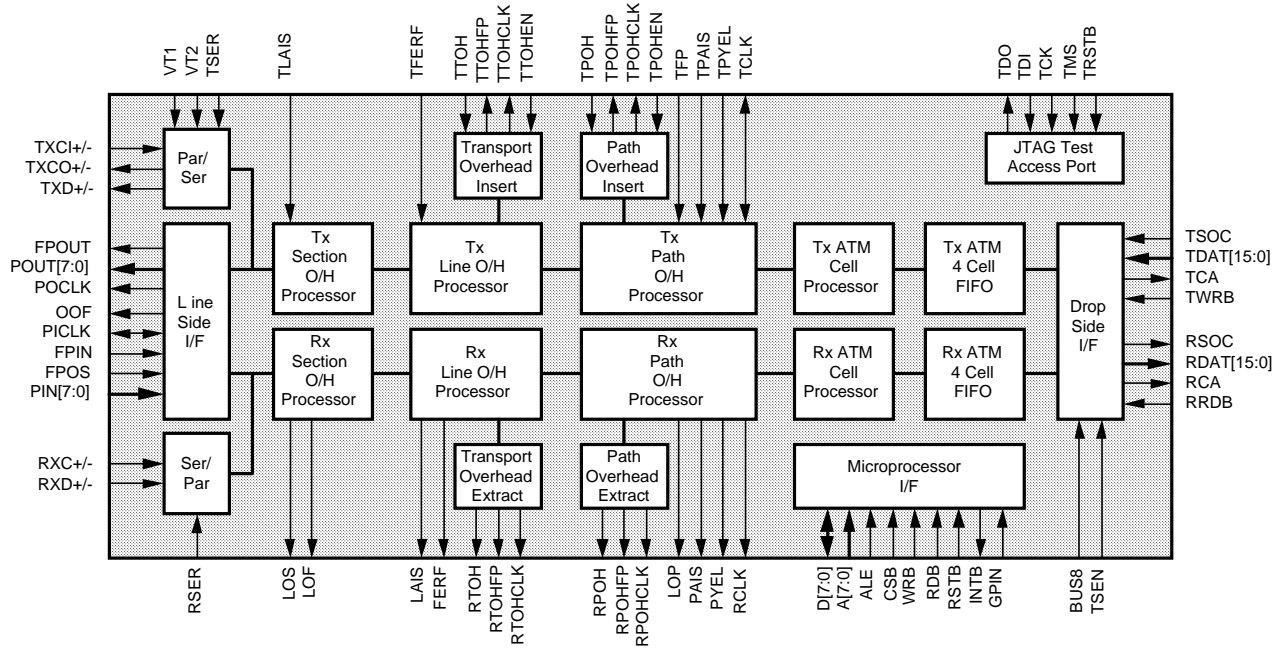 VT1
VT2
TSER
TLAIS
TFERF
TTOH
TTOHFP
TTOHCLK
TTOHEN
TPOH
TPOHFP
TPOHCLK
TPOHEN
TFP
TPAIS
TPYEL
TCLK
TDO
TDI
TCK
TMS
TRSTB
TXCI+/-
TXCO+/-
TXD+/-
Par/
Ser
Transport
Overhead
Insert
Path
Overhead
Insert
JTAG Test
Access Port
FPOUT
POUT[7:0]
POCLK
OOF
PICLK
FPIN
FPOS
PIN[7:0]
L ine
Side
I/F
Tx
Section
O/H
Processor
Tx
Line O/H
Processor
Tx
Path
O/H
Processor
Tx ATM
Cell
Processor
Tx ATM
4 Cell
FIFO
Drop
Side
I/F
TSOC
TDAT[15:0]
TCA
TWRB
Rx
Section
O/H
Processor
Rx
Line O/H
Processor
Rx
Path
O/H
Processor
Rx ATM
Cell
Processor
Rx ATM
4 Cell
FIFO
RSOC
RDAT[15:0]
RCA
RRDB
RXC+/-
RXD+/-
Ser/
Par
Transport
Overhead
Extract
Path
Overhead
Extract
Microprocessor
I/F
RSER
LOS
LOF
LAIS
FERF
RTOH
RTOHFP
RTOHCLK
RPOH
RPOHFP
RPOHCLK
LOP
PAIS
PYEL
RCLK
D[7:0]
A[7:0]
ALE
CSB
WRB
RDB
RSTB
INTB
GPIN
BUS8
TSEN